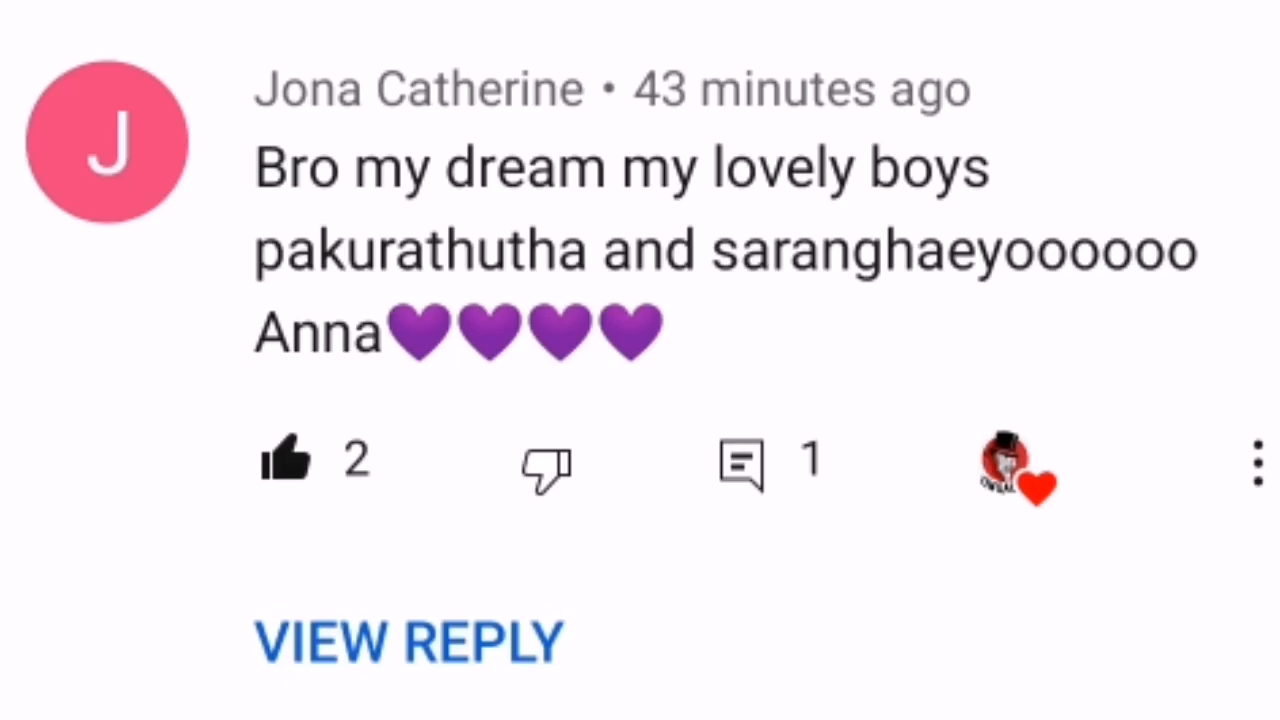 J
Jona Catherine • 43 minutes ago
Bro my dream my lovely boys
pakurathutha and saranghaeyoooooo
Anna💜💜💜💜
2
1
VIEW REPLY